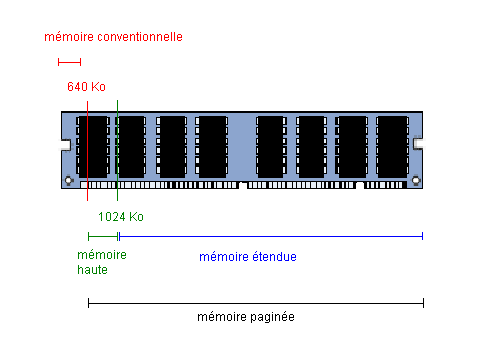 mémoire conventionnelle
640 Ko
1024 Ko
mémoire
haute
mémoire étendue
mémoire paginée